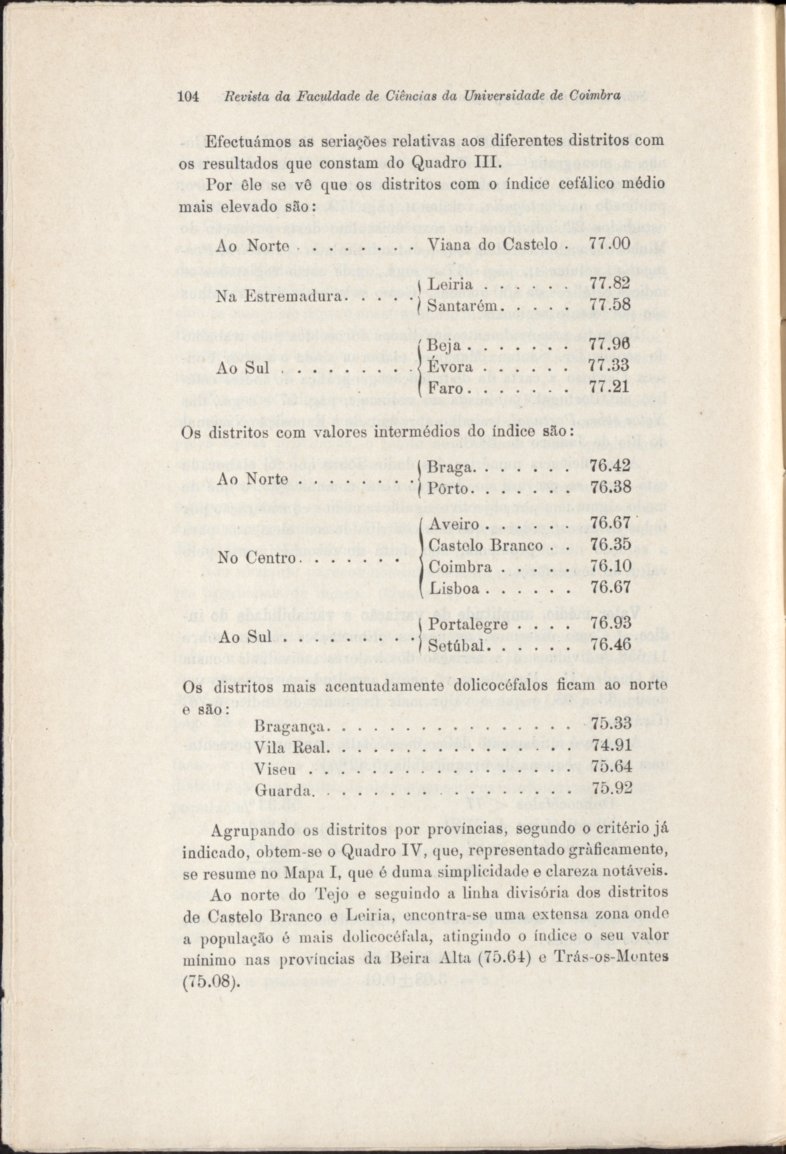 104 Revista da Faculdade de Ciências da Universidade de Coimbra
Efectuámos as seriações relativas aos diferentes distritos com
os resultados que constam do Quadro III.
Por êle se vê que os distritos com o índice cefálico médio
mais elevado são:
Ao Norte . . . . . . . . Viana do Castelo . 77.00
Na Estremadura. . . . .
Leiria . . . . . . 77.82
Santarém. . . . . 77.58
Ao Sul . . . . . . . . .
Beja . . . . . . . 77.96
Évora . . . . . . 77.33
Faro. . . . . . . 77.21
Os distritos com valores intermédios do índice são:
Ao Norte . . . . . . . .
Braga. . . . . . . 76.42
Pôrto. . . . . . . 76.38
No Centro. . . . . . .
Aveiro . . . . . . 76.67
Castelo Branco . . 76.35
Coimbra . . . . . 76.10
Lisboa . . . . . . 76.67
Ao Sul . . . . . . . . .
Portalegre . . . . 76.93
Setúbal. . . . . . 76.46
Os distritos mais acentuadamente dolicocéfalos ficam ao norte
e são:
Bragança. . . . . . . . . . . . . . . . 75.33
Vila Real. . . . . . . . . . . . . . . . 74.91
Viseu . . . . . . . . . . . . . . . . . 75.64
Guarda. . . . . . . . . . . . . . . . . 75.92
Agrupando os distritos por províncias, segundo o critério já
indicado, obtem-se o Quadro IV, que, representado gràficamente,
se resume no Mapa I, que é duma simplicidade e clareza notáveis.
Ao norte do Tejo e seguindo a linha divisória dos distritos
de Castelo Branco e Leiria, encontra-se uma extensa zona onde
a população é mais dolicocéfala, atingindo o índice o seu valor
mínimo nas províncias da Beira Alta (75.64) e Trás-os-Montes
(75.08).